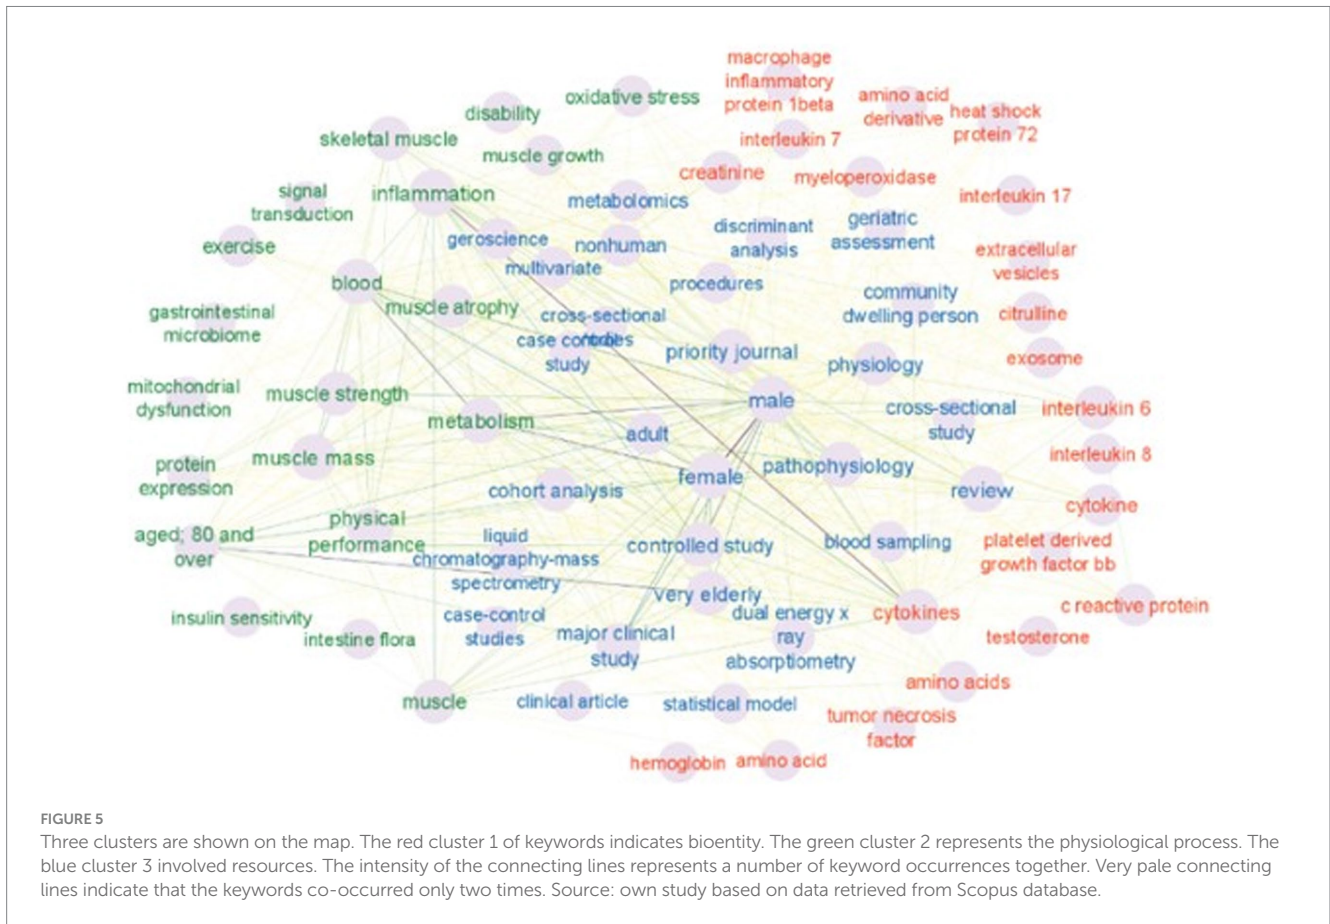 macrophage
inflammatory
protein 1beta
amino acid
derivative
heat shock
protein 72
oxidative stress
disability
skeletal muscle
muscle growth
interleukin 7
creatinine
myeloperoxidase
signal
transduction
inflammation
metabolomics
interleukin 17
discriminant
analysis
geriatric
assessment
exercise
geroscience
nonhuman
multivariate
extracellular
vesicles
blood
procedures
gastrointestinal
microbiome
muscle atrophy
cross-sectional
case
study
community
dwelling person
citrulline
priority journal
physiology
exosome
mitochondrial
dysfunction
muscle strength
metabolism
male
cross-sectional
study
interleukin 6
adult
protein
expression
muscle mass
female
pathophysiology
interleukin 8
cohort analysis
review
cytokine
aged; 80 and
over
physical
performance
liquid
chromatography-mass
spectrometry
controlled study
blood sampling
platelet derived
growth factor bb
very elderly
insulin sensitivity
intestine flora
case-control
studies
major clinical
study
dual energy x
ray
absorptiometry
cytokines
c reactive protein
testosterone
muscle
clinical article
statistical model
amino acids
tumor necrosis
factor
hemoglobin
amino acid
FIGURE 5
Three clusters are shown on the map. The red cluster 1 of keywords indicates bioentity. The green cluster 2 represents the physiological process. The
blue cluster 3 involved resources. The intensity of the connecting lines represents a number of keyword occurrences together. Very pale connecting
lines indicate that the keywords co-occurred only two times. Source: own study based on data retrieved from Scopus database.